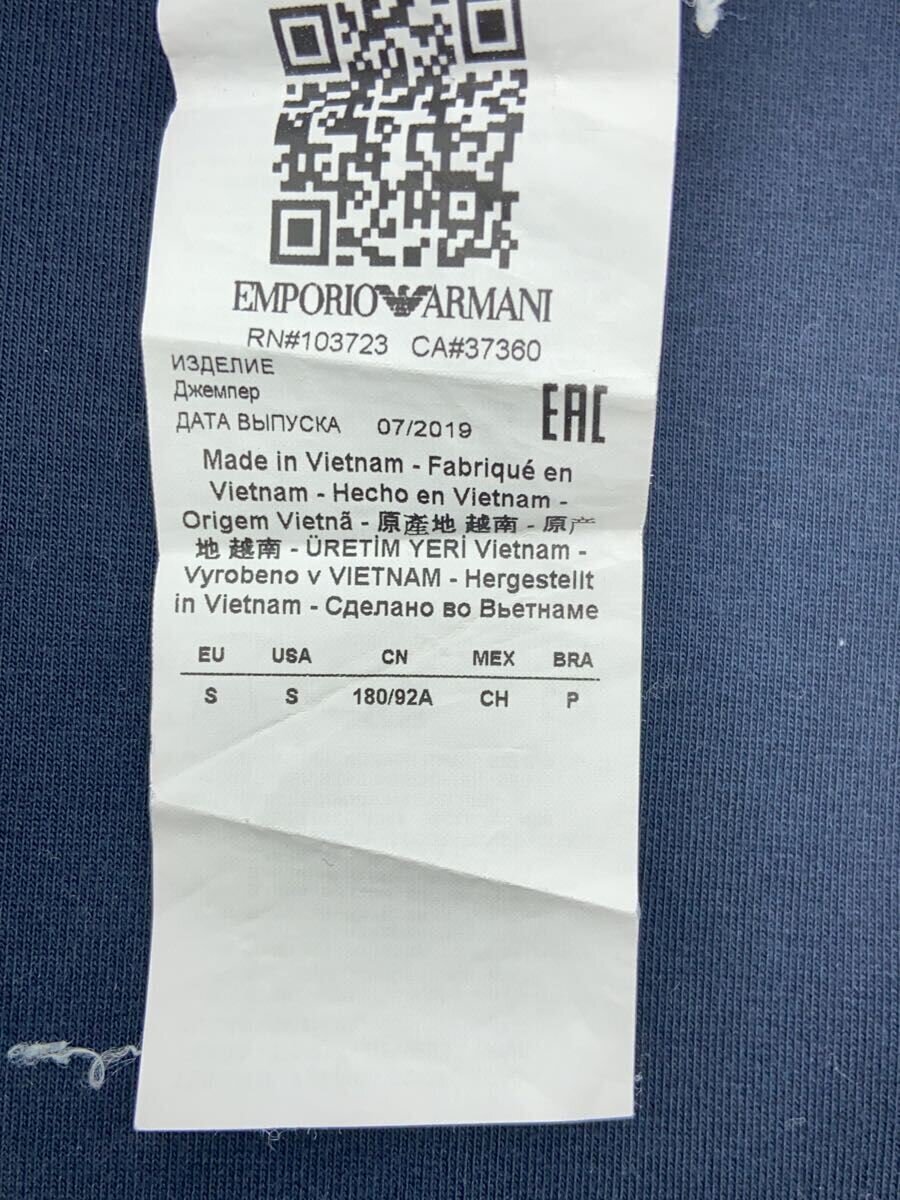 EMPORIO ARMANI
RN#103723 CA#37360
ИЗДЕЛИЕ
Джемпер
ДАТА ВЫПУСКА 07/2019
EAC
Made in Vietnam - Fabriqué en
Vietnam - Hecho en Vietnam -
Origem Vietnã - 原產地 越南 - 原产
地 越南 - ÜRETİM YERİ Vietnam -
Vyrobeno v VIETNAM - Hergestellt
in Vietnam - Сделано во Вьетнаме
EU USA CN MEX BRA
S S 180/92A CH P